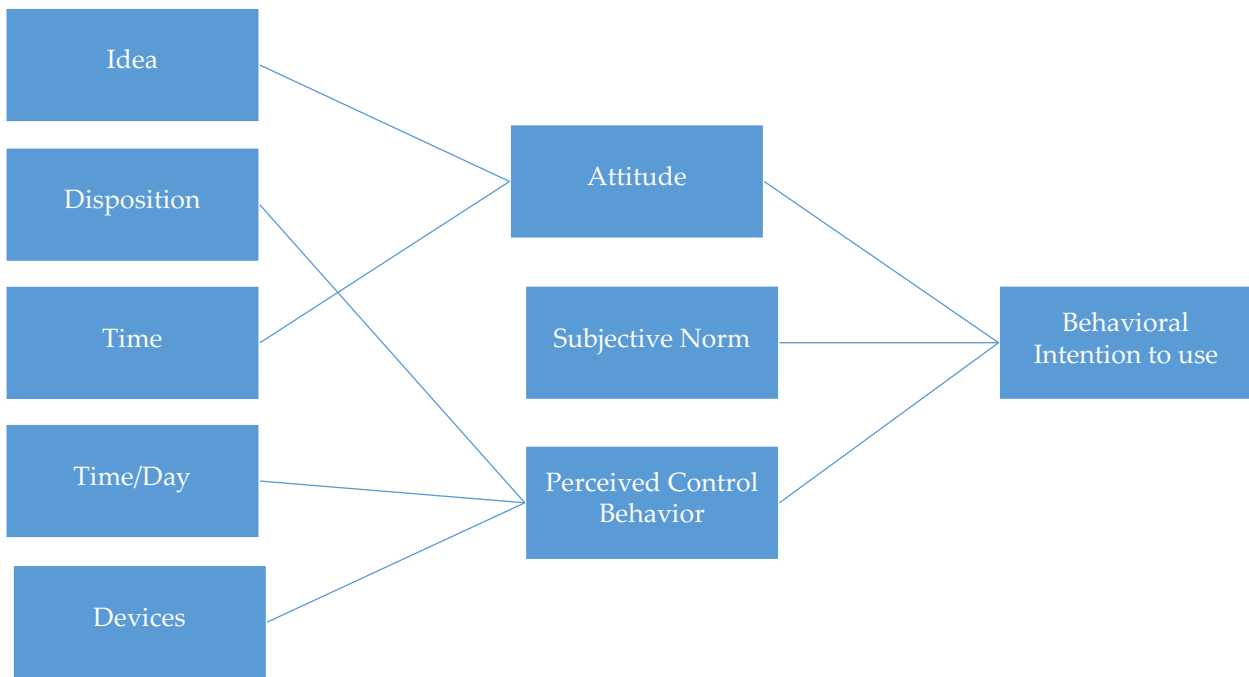 Idea
Disposition
Time
Time/Day
Devices
Attitude
Subjective Norm
Perceived Control
Behavior
Behavioral
Intention to use